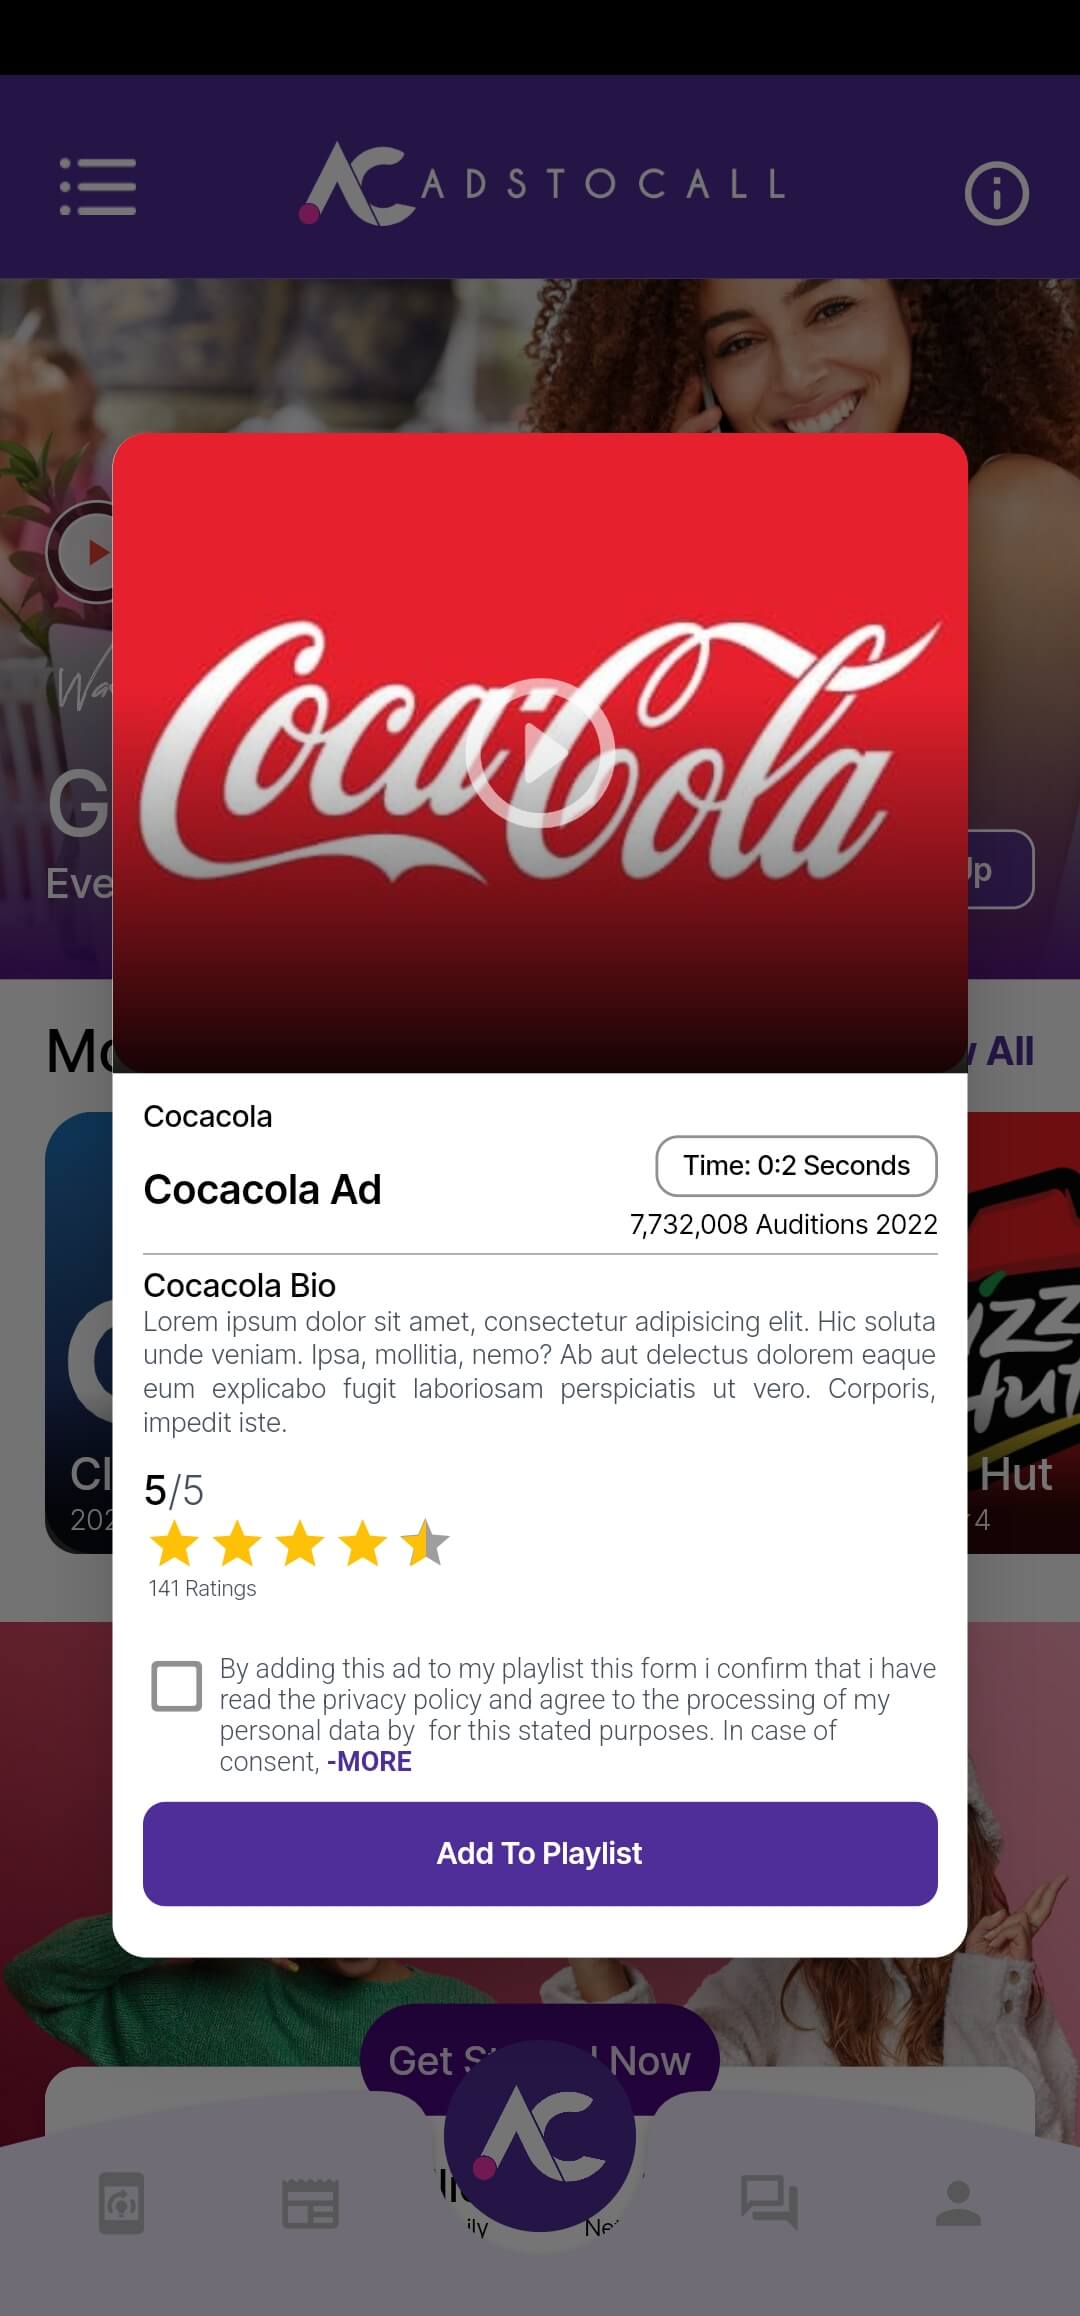 ADSTOCALL
Coca-Cola
Cocacola
Time: 0:2 Seconds
Cocacola Ad
7,732,008 Auditions 2022
Cocacola Bio
Lorem ipsum dolor sit amet, consectetur adipisicing elit. Hic soluta
unde veniam. Ipsa, mollitia, nemo? Ab aut delectus dolorem eaque
eum explicabo fugit laboriosam perspiciatis ut vero. Corporis,
impedit iste.
5/5
141 Ratings
By adding this ad to my playlist this form i confirm that i have
read the privacy policy and agree to the processing of my
personal data by for this stated purposes. In case of
consent, -MORE
Add To Playlist
All
Hut
4
Get Now
AC